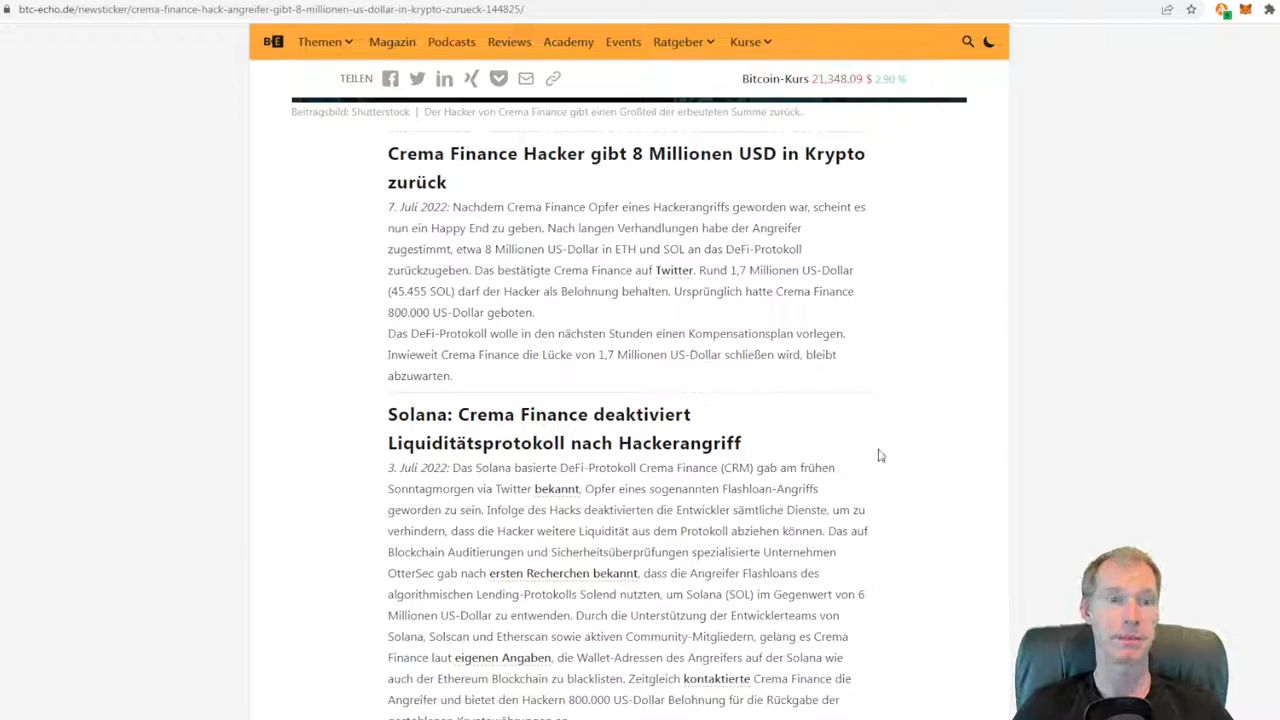 btc-echo.de/newsticker/crema-finance-hack-angreifer-gibt-8-millionen-us-dollar-in-krypto-zurueck-144825/
BE Themen Magazin Podcasts Reviews Academy Events Ratgeber Kurse
TEILEN Bitcoin-Kurs 21,348.09 $ 2.90 %
Beitragsbild: Shutterstock | Der Hacker von Crema Finance gibt einen Großteil der erbeuteten Summe zurück..
Crema Finance Hacker gibt 8 Millionen USD in Krypto
zurück
7. Juli 2022: Nachdem Crema Finance Opfer eines Hackerangriffs geworden war, scheint es
nun ein Happy End zu geben. Nach langen Verhandlungen habe der Angreifer
zugestimmt, etwa 8 Millionen US-Dollar in ETH und SOL an das DeFi-Protokoll
zurückzugeben. Das bestätigte Crema Finance auf Twitter. Rund 1,7 Millionen US-Dollar
(45.455 SOL) darf der Hacker als Belohnung behalten. Ursprünglich hatte Crema Finance
800.000 US-Dollar geboten.
Das DeFi-Protokoll wolle in den nächsten Stunden einen Kompensationsplan vorlegen.
Inwieweit Crema Finance die Lücke von 1,7 Millionen US-Dollar schließen wird, bleibt
abzuwarten.
Solana: Crema Finance deaktiviert
Liquiditätsprotokoll nach Hackerangriff
3. Juli 2022: Das Solana basierte DeFi-Protokoll Crema Finance (CRM) gab am frühen
Sonntagmorgen via Twitter bekannt, Opfer eines sogenannten Flashloan-Angriffs
geworden zu sein. Infolge des Hacks deaktivierten die Entwickler sämtliche Dienste, um zu
verhindern, dass die Hacker weitere Liquidität aus dem Protokoll abziehen können. Das auf
Blockchain Auditierungen und Sicherheitsüberprüfungen spezialisierte Unternehmen
OtterSec gab nach ersten Recherchen bekannt, dass die Angreifer Flashloans des
algorithmischen Lending-Protokolls Solend nutzten, um Solana (SOL) im Gegenwert von 6
Millionen US-Dollar zu entwenden. Durch die Unterstützung der Entwicklerteams von
Solana, Solscan und Etherscan sowie aktiven Community-Mitgliedern, gelang es Crema
Finance laut eigenen Angaben, die Wallet-Adressen des Angreifers auf der Solana wie
auch der Ethereum Blockchain zu blacklisten. Zeitgleich kontaktierte Crema Finance die
Angreifer und bietet den Hackern 800.000 US-Dollar Belohnung für die Rückgabe der
gestohlenen Kryptowährungen an.